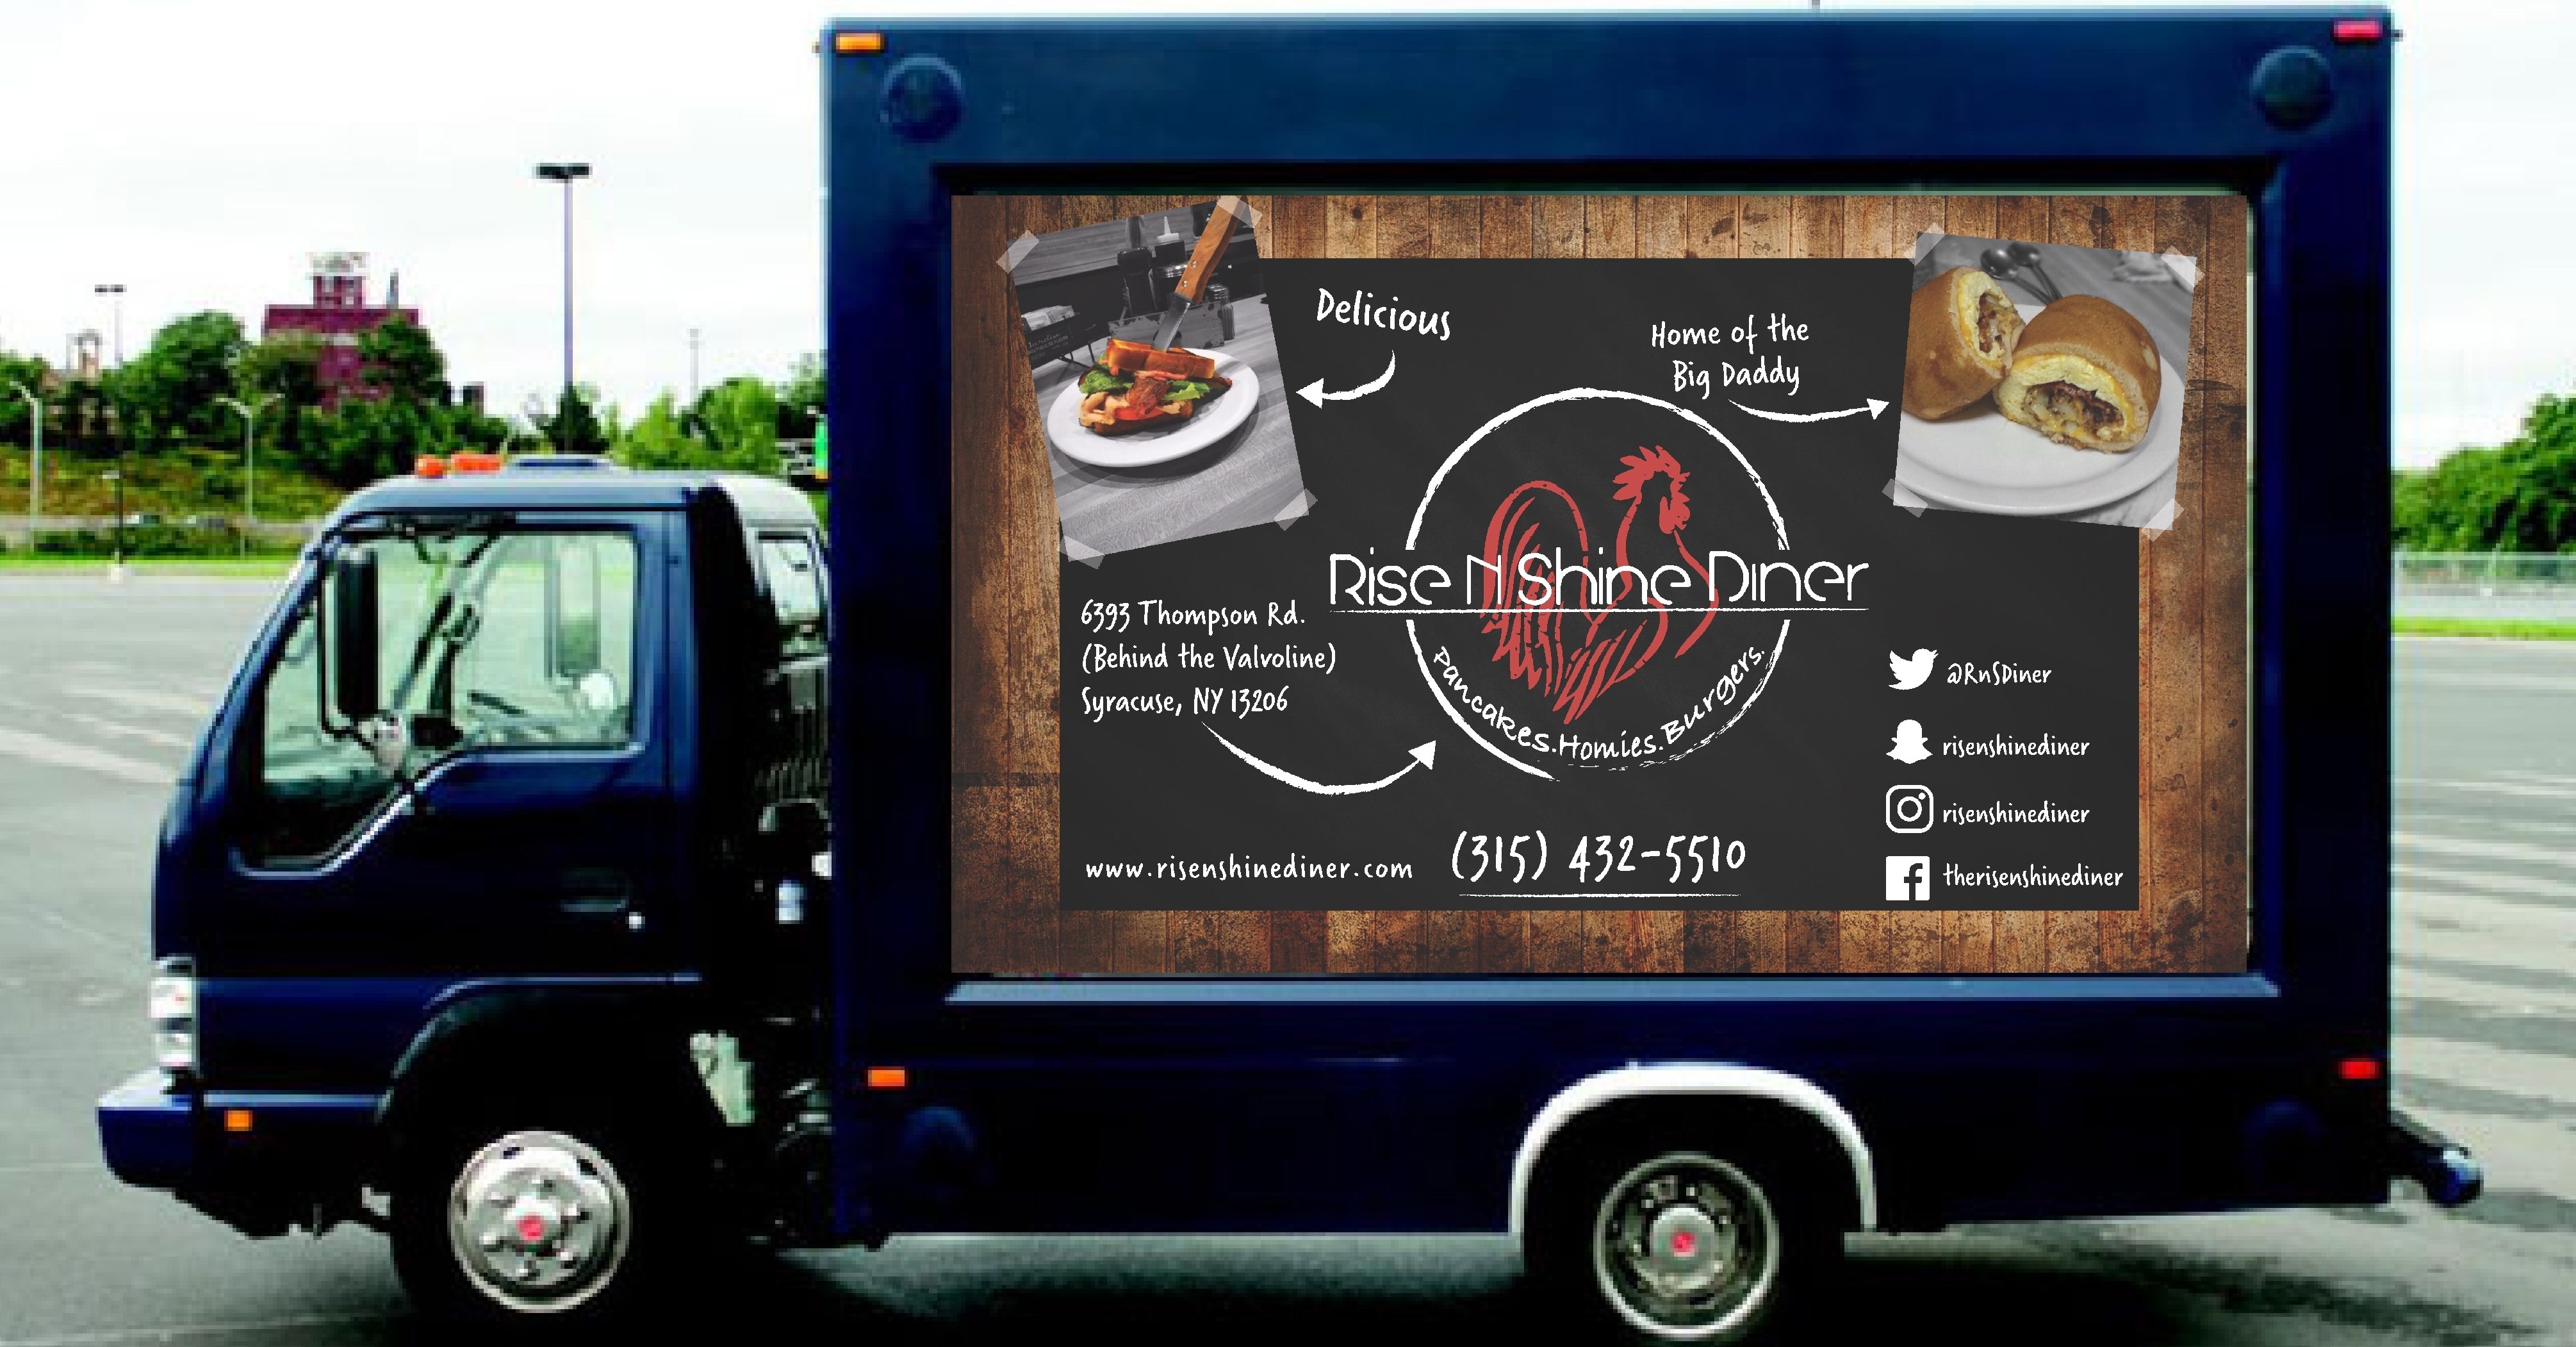 Delicious
Home of the
Big Daddy
Rise N Shine Diner
Pancakes.Homies.Burgers.
6393 Thompson Rd.
(Behind the Valvoline)
Syracuse, NY 13206
@RnSDiner
risenshinediner
risenshinediner
therisenshinediner
www.risenshinediner.com
(315) 432-5510